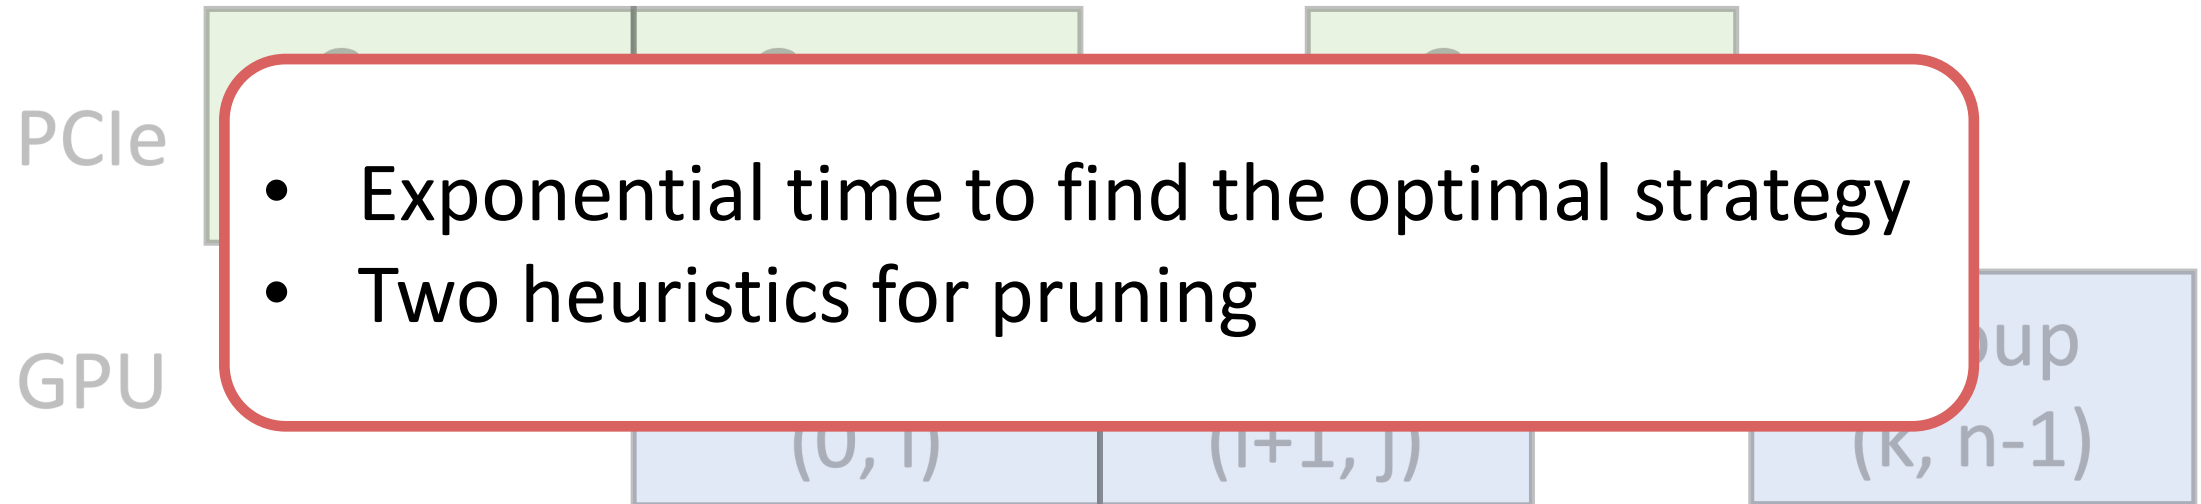 PCIe
• Exponential time to find the optimal strategy
• Two heuristics for pruning
GPU
(0, i) (i+1, j) (k, n-1)